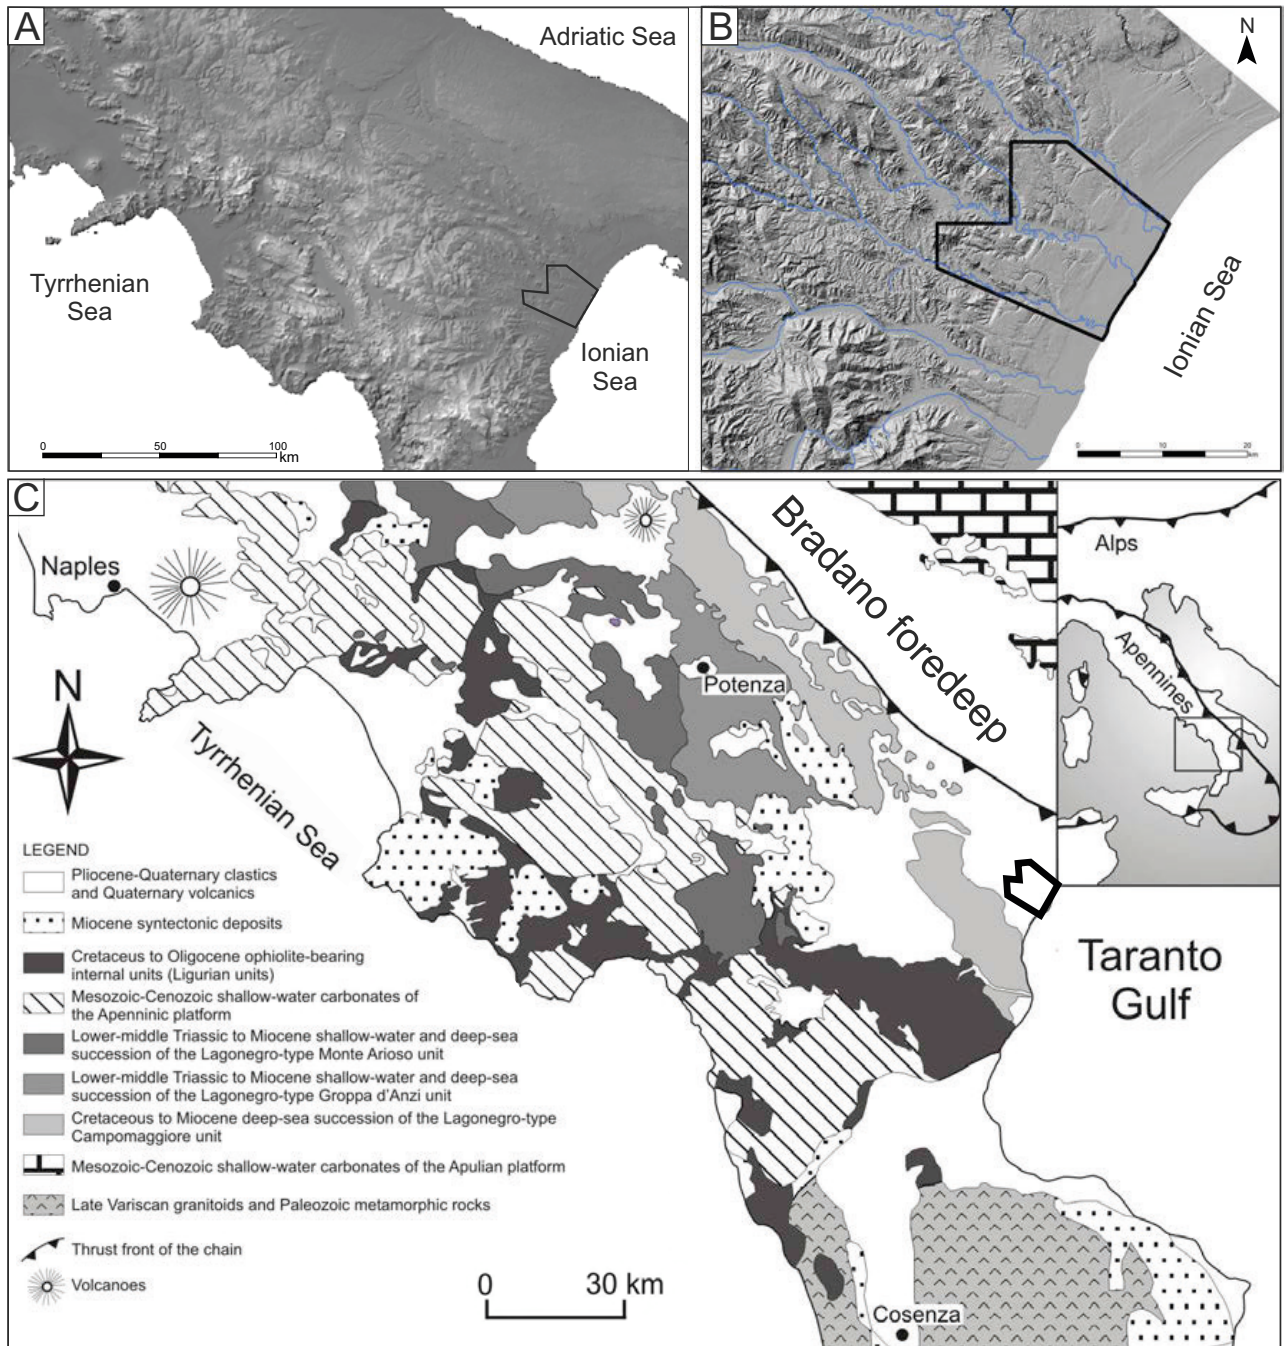 A
Adriatic Sea
Tyrrhenian
Sea
Ionian
Sea
0 50 100
km
B
N
Ionian Sea
0 10 20
km
C
Naples
N
Tyrrhenian Sea
Bradano foredeep
Potenza
Alps
Apennines
Taranto
Gulf
LEGEND
Pliocene-Quaternary clastics
and Quaternary volcanics
Miocene syntectonic deposits
Cretaceus to Oligocene ophiolite-bearing
internal units (Ligurian units)
Mesozoic-Cenozoic shallow-water carbonates of
the Apenninic platform
Lower-middle Triassic to Miocene shallow-water and deep-sea
succession of the Lagonegro-type Monte Arioso unit
Lower-middle Triassic to Miocene shallow-water and deep-sea
succession of the Lagonegro-type Groppa d'Anzi unit
Cretaceous to Miocene deep-sea succession of the Lagonegro-type
Campomaggiore unit
Mesozoic-Cenozoic shallow-water carbonates of the Apulian platform
Late Variscan granitoids and Paleozoic metamorphic rocks
Thrust front of the chain
Volcanoes
0 30 km
Cosenza